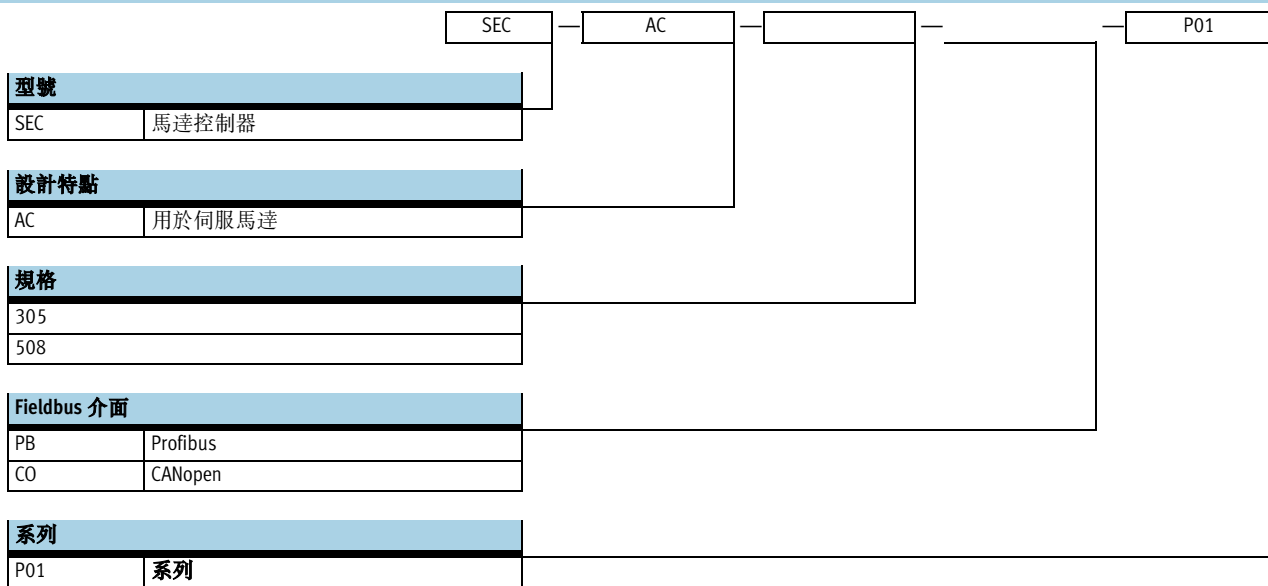 SEC — AC — — — P01
型號
SEC 馬達控制器
設計特點
AC 用於伺服馬達
規格
305
508
Fieldbus 介面
PB Profibus
CO CANopen
系列
P01 系列